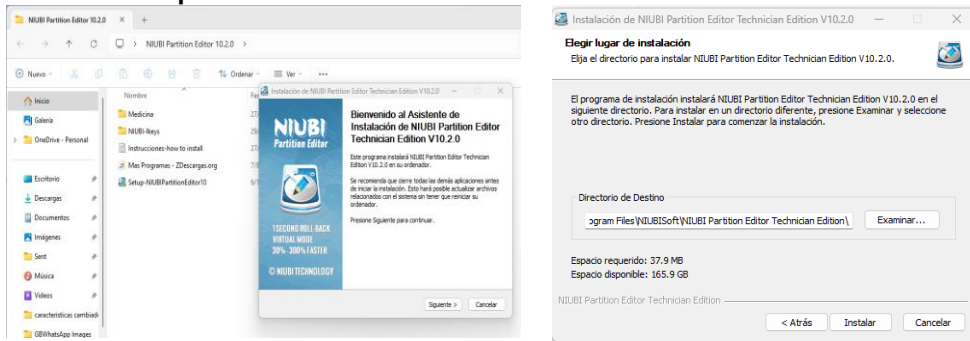 NIUBI Partition Editor 10.2.0
NIUBI Partition Editor 10.2.0
Nuevo
Ordenar
Ver
Inicio
Galería
OneDrive - Personal
Escritorio
Descargas
Documentos
Imágenes
Sent
Música
Videos
caracteristicas cambiad
GBWhatsApp Images
Nombre
Medicina
NIUBI-Ikeys
Instrucciones-how to install
Mas Programas - ZDescargas.org
Setup-NIUBIPartitionEditor10
Instalación de NIUBI Partition Editor Technician Edition V10.2.0
NIUBI
Partition Editor
1 SECOND ROLL-BACK
VIRTUAL MODE
30% -300% FASTER
© NIUBI TECHNOLOGY
Bienvenido al Asistente de
Instalación de NIUBI Partition Editor
Technician Edition V10.2.0
Este programa instalará NIUBI Partition Editor Technician
Edition V10.2.0 en su ordenador.
Se recomienda que cierre todas las demás aplicaciones antes
de iniciar la instalación. Esto hará posible actualizar archivos
relacionados con el sistema sin tener que reiniciar su
ordenador.
Presione Siguiente para continuar.
Siguiente >
Cancelar
Instalación de NIUBI Partition Editor Technician Edition V10.2.0
Elegir lugar de instalación
Elija el directorio para instalar NIUBI Partition Editor Technician Edition V10.2.0.
El programa de instalación instalará NIUBI Partition Editor Technician Edition V10.2.0 en el
siguiente directorio. Para instalar en un directorio diferente, presione Examinar y seleccione
otro directorio. Presione Instalar para comenzar la instalación.
Directorio de Destino
ogram Files\NIUBISoft\NIUBI Partition Editor Technician Edition\
Examinar...
Espacio requerido: 37.9 MB
Espacio disponible: 165.9 GB
NIUBI Partition Editor Technician Edition
< Atrás
Instalar
Cancelar